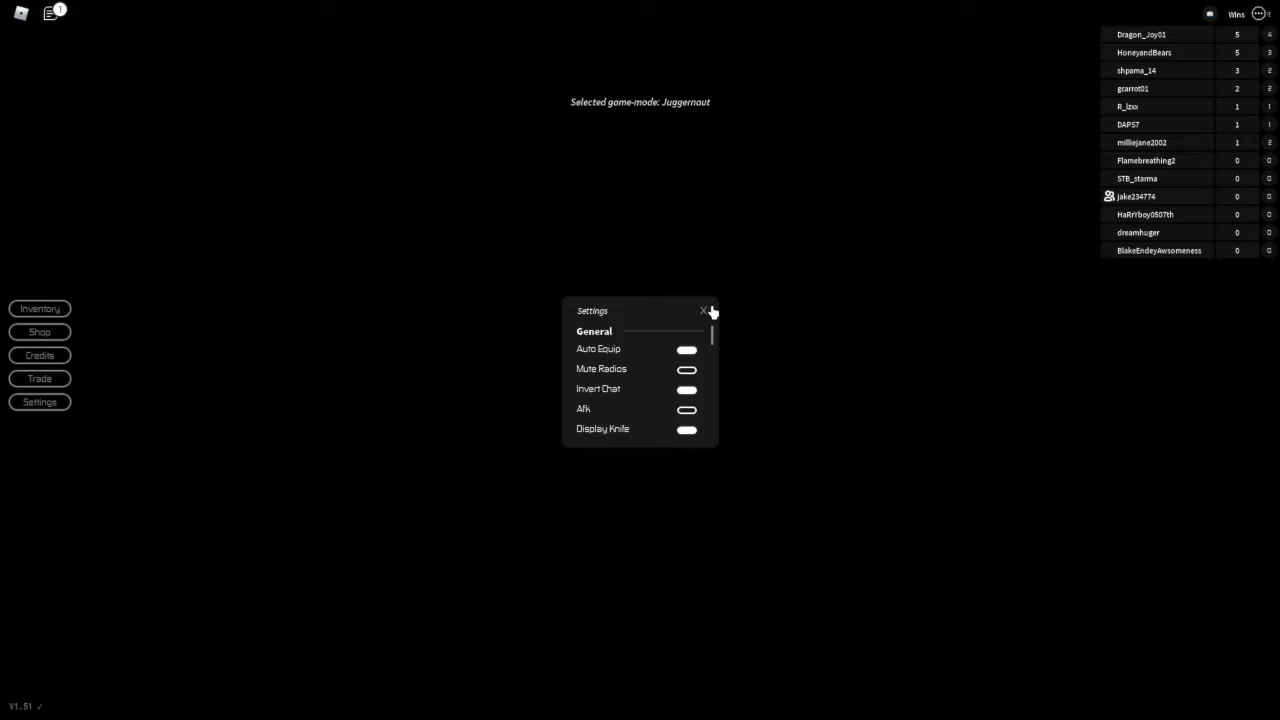 1
Wins
Selected game-mode: Juggernaut
Dragon_Joy01 5 4
HoneyandBears 5 3
shpama_14 3 2
gcarrot01 2 2
R_lzxx 1 1
DAPS7 1 1
milliejane2002 1 2
Flamebreathing2 0 0
STB_starma 0 0
jake234774 0 0
HaRrYboy0507th 0 0
dreamhuger 0 0
BlakeEndeyAwsomeness 0 0
Inventory
Shop
Credits
Trade
Settings
Settings X
General
Auto Equip
Mute Radios
Invert Chat
Afk
Display Knife
V1.51 ✓